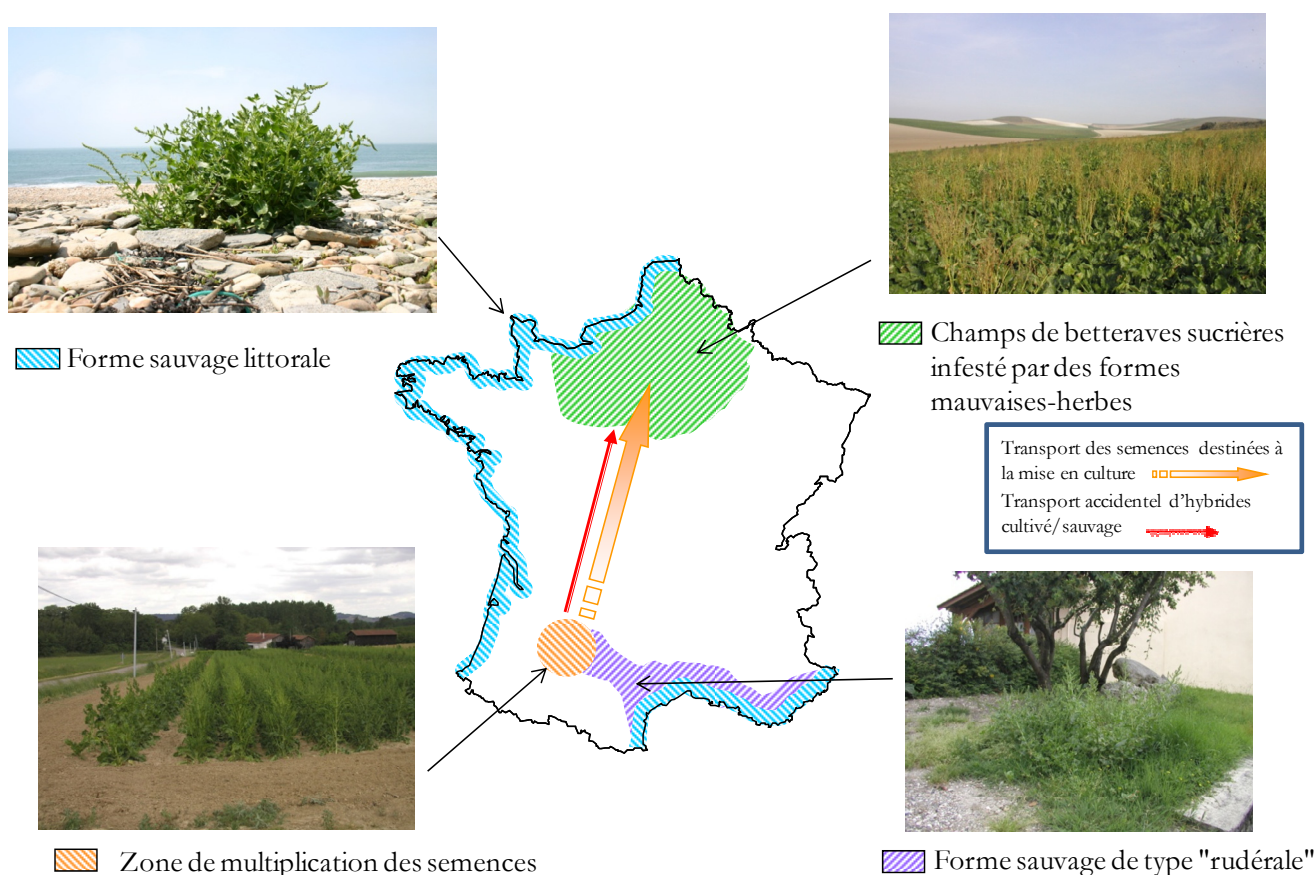 Forme sauvage littorale
Champs de betteraves sucrières
infesté par des formes
mauvaises-herbes
Transport des semences destinées à
la mise en culture
Transport accidentel d'hybrides
cultivé/sauvage
Zone de multiplication des semences
Forme sauvage de type "rudérale"